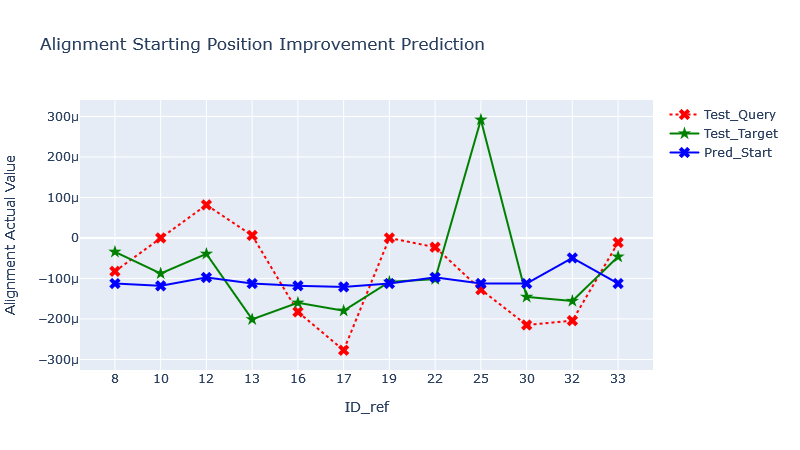 Alignment Starting Position Improvement Prediction
Alignment Actual Value
300μ
200μ
100μ
0
−100μ
−200μ
−300μ
8 10 12 13 16 17 19 22 25 30 32 33
ID_ref
Test_Query
Test_Target
Pred_Start